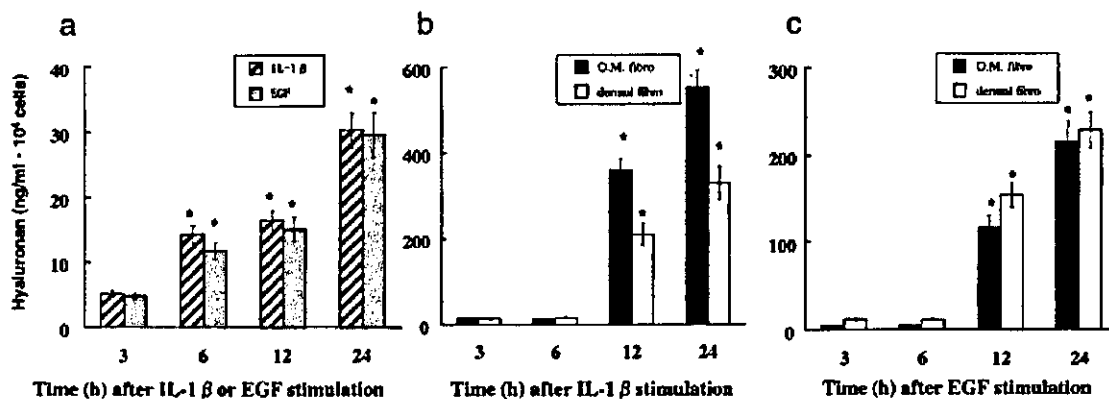 a
Hyaluronan (ng/ml - 10⁴ cells)
40
30
20
10
0
IL-1 β
EGF
*
*
*
*
*
*
3 6 12 24
Time (h) after IL-1 β or EGF stimulation
b
600
400
200
0
O.M. fibro
dermal fibro
*
*
*
*
3 6 12 24
Time (h) after IL-1 β stimulation
c
300
200
100
0
O.M. fibro
dermal fibro
*
*
*
*
3 6 12 24
Time (h) after EGF stimulation